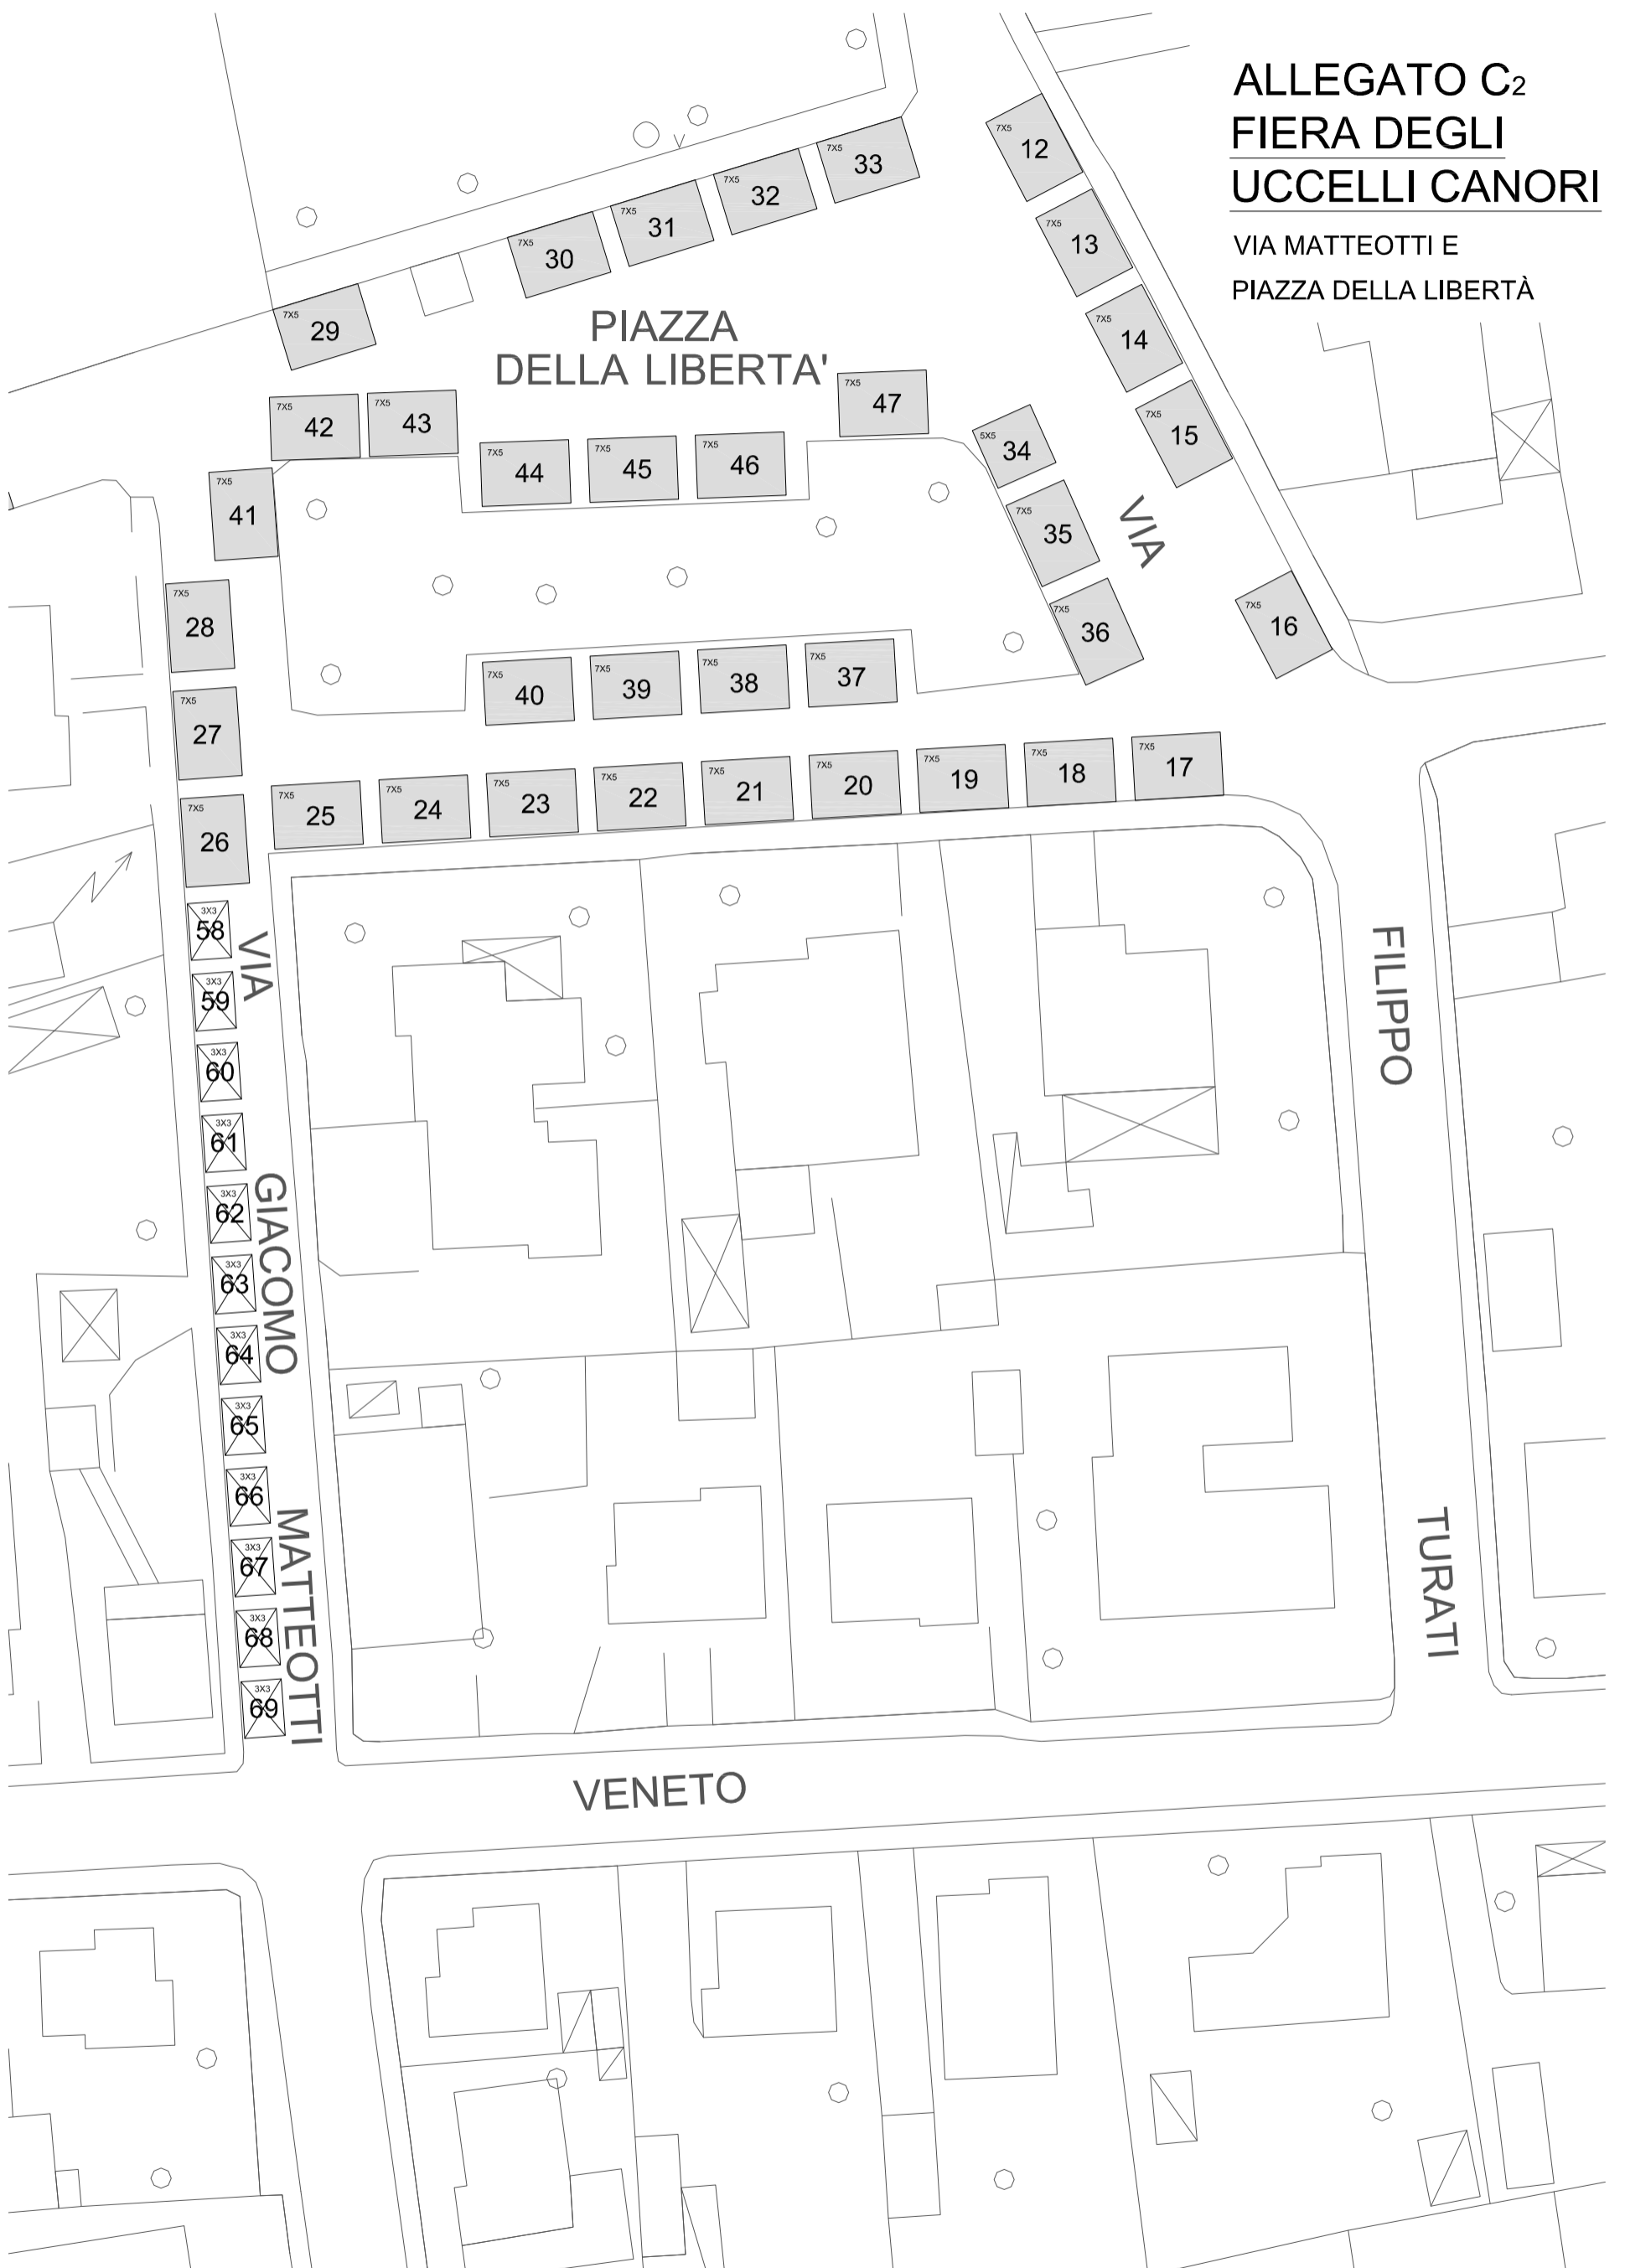 ALLEGATO C2
FIERA DEGLI
UCCELLI CANORI
VIA MATTEOTTI E
PIAZZA DELLA LIBERTÀ
7X5 12
7X5 13
7X5 14
7X5 15
7X5 16
7X5 33
7X5 32
7X5 31
7X5 30
7X5 29
PIAZZA
DELLA LIBERTA'
7X5 42
7X5 43
7X5 44
7X5 45
7X5 46
7X5 47
5X5 34
7X5 35
7X5 36
VIA
7X5 41
7X5 28
7X5 27
7X5 26
7X5 40
7X5 39
7X5 38
7X5 37
7X5 25
7X5 24
7X5 23
7X5 22
7X5 21
7X5 20
7X5 19
7X5 18
7X5 17
3X3 58
3X3 59
3X3 60
3X3 61
3X3 62
3X3 63
3X3 64
3X3 65
3X3 66
3X3 67
3X3 68
3X3 69
VIA
GIACOMO
MATTEOTTI
FILIPPO
TURATI
VENETO